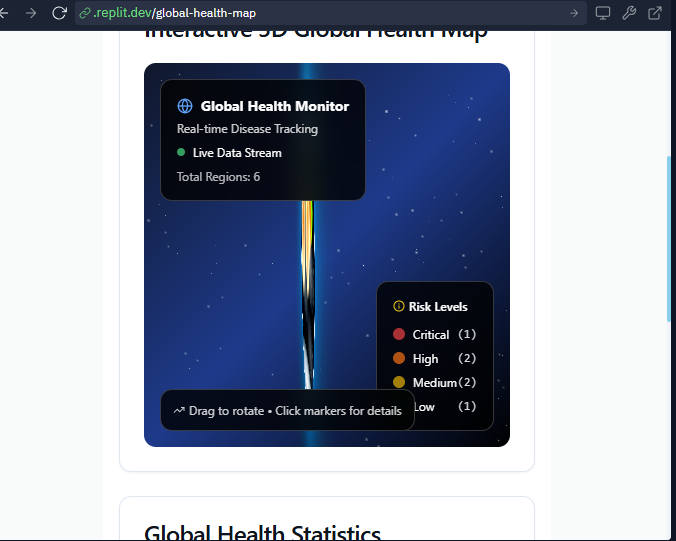 .replit.dev/global-health-map
Interactive 3D Global Health Map
Global Health Monitor
Real-time Disease Tracking
Live Data Stream
Total Regions: 6
Risk Levels
Critical (1)
High (2)
Medium (2)
Low (1)
Drag to rotate • Click markers for details
Global Health Statistics